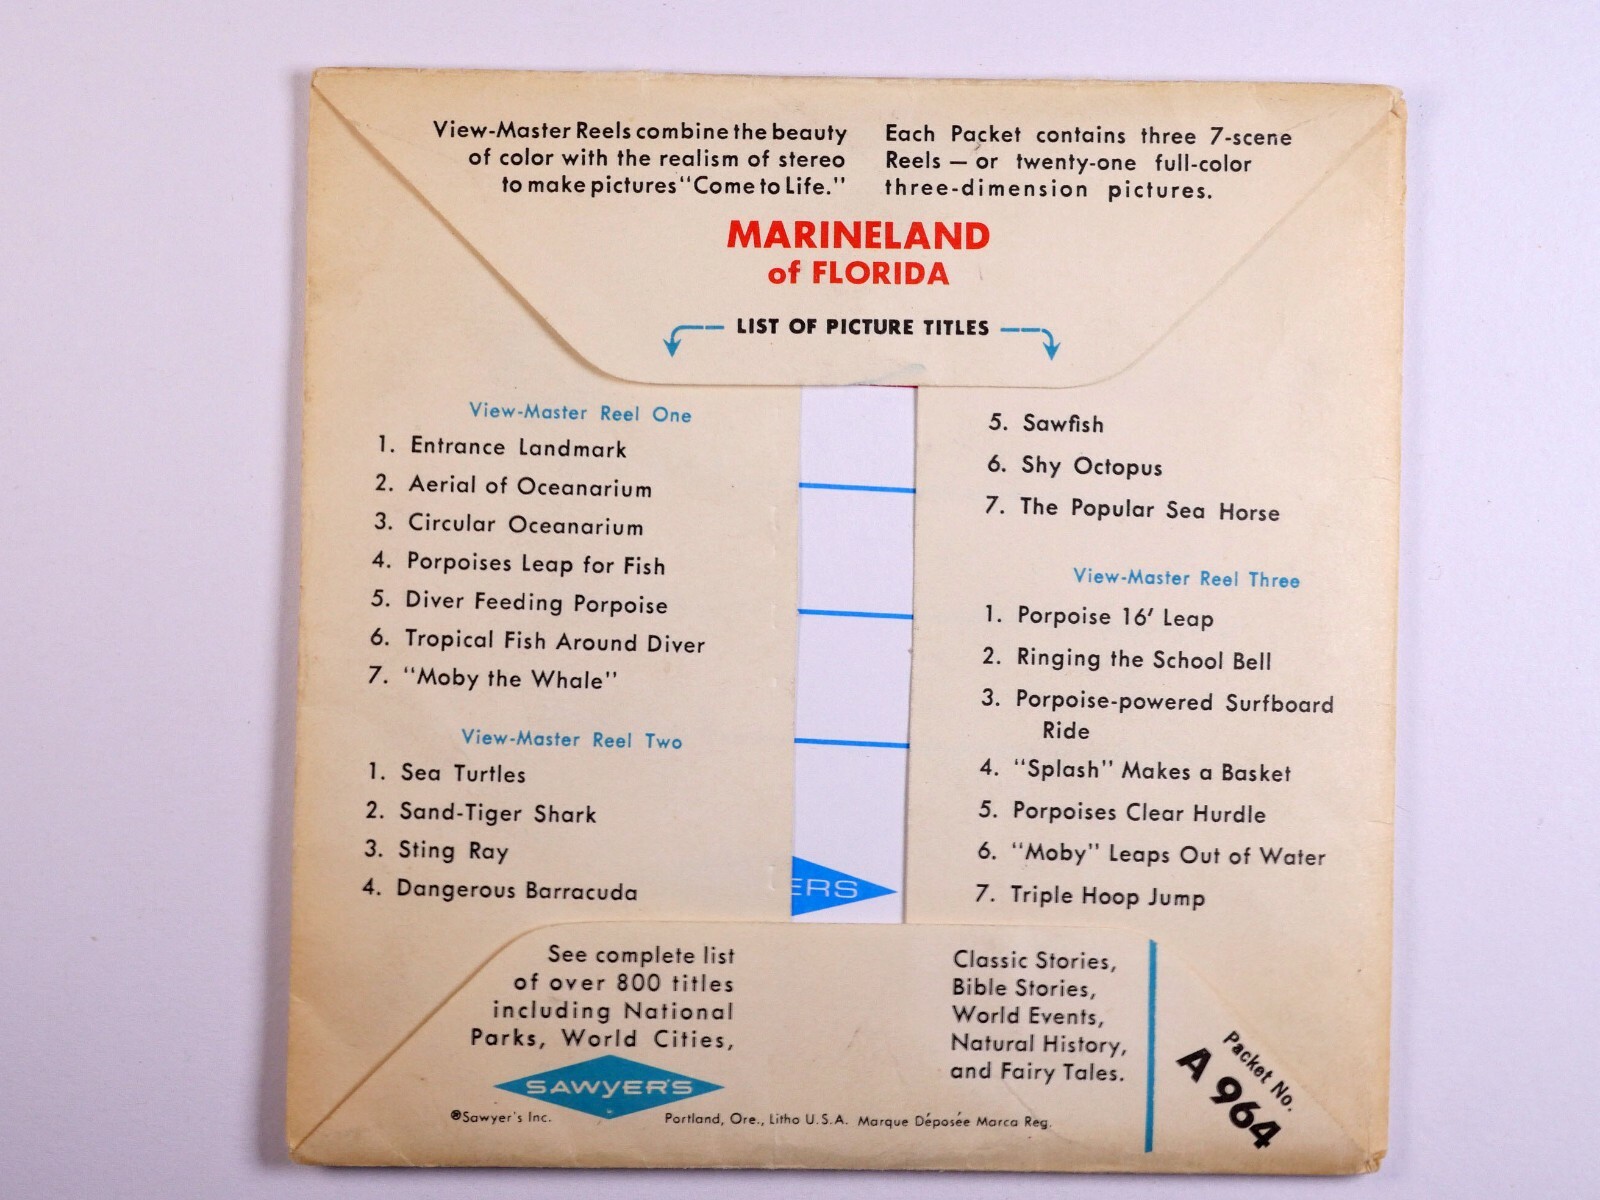 View-Master Reels combine the beauty
of color with the realism of stereo
to make pictures "Come to Life."
Each Packet contains three 7-scene
Reels — or twenty-one full-color
three-dimension pictures.
MARINELAND
of FLORIDA
LIST OF PICTURE TITLES
View-Master Reel One
1. Entrance Landmark
2. Aerial of Oceanarium
3. Circular Oceanarium
4. Porpoises Leap for Fish
5. Diver Feeding Porpoise
6. Tropical Fish Around Diver
7. "Moby the Whale"
View-Master Reel Two
1. Sea Turtles
2. Sand-Tiger Shark
3. Sting Ray
4. Dangerous Barracuda
5. Sawfish
6. Shy Octopus
7. The Popular Sea Horse
View-Master Reel Three
1. Porpoise 16' Leap
2. Ringing the School Bell
3. Porpoise-powered Surfboard
Ride
4. "Splash" Makes a Basket
5. Porpoises Clear Hurdle
6. "Moby" Leaps Out of Water
7. Triple Hoop Jump
ERS
See complete list
of over 800 titles
including National
Parks, World Cities,
Classic Stories,
Bible Stories,
World Events,
Natural History,
and Fairy Tales.
SAWYER'S
®Sawyer's Inc.
Portland, Ore., Litho U.S.A. Marque Déposée Marca Reg.
Packet No.
A 964